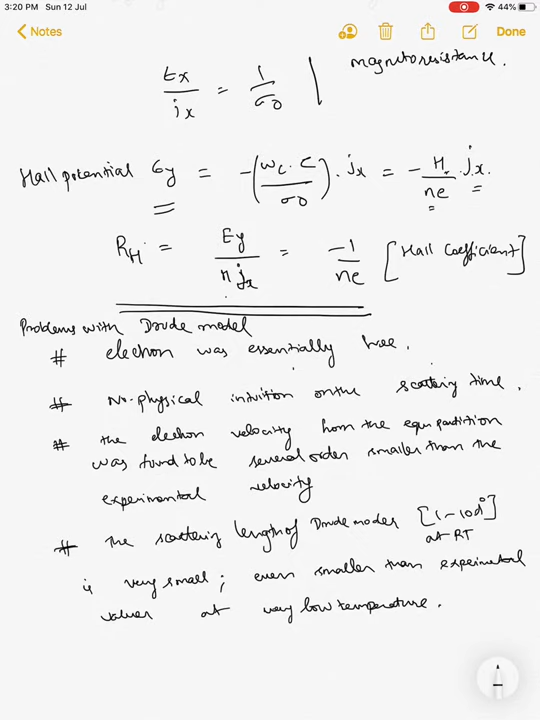 3:20 PM Sun 12 Jul 44%
Notes Done
Ex/jx = 1/σ0 | magnetoresistance.
Hall potential Ey = -(ωc.τ/σ0).jx = -H/ne.jx.
RH = Ey/H jx = -1/ne [Hall Coefficient]
Problems with Drude model
# electron was essentially free.
# No-physical intuition on the scattering time.
# the electron velocity from the equipartition
was found to be several order smaller than the
experimental velocity
# the scattering length of Drude model [1-10Å]
at RT
is very small; even smaller than experimental
values at very low temperature.